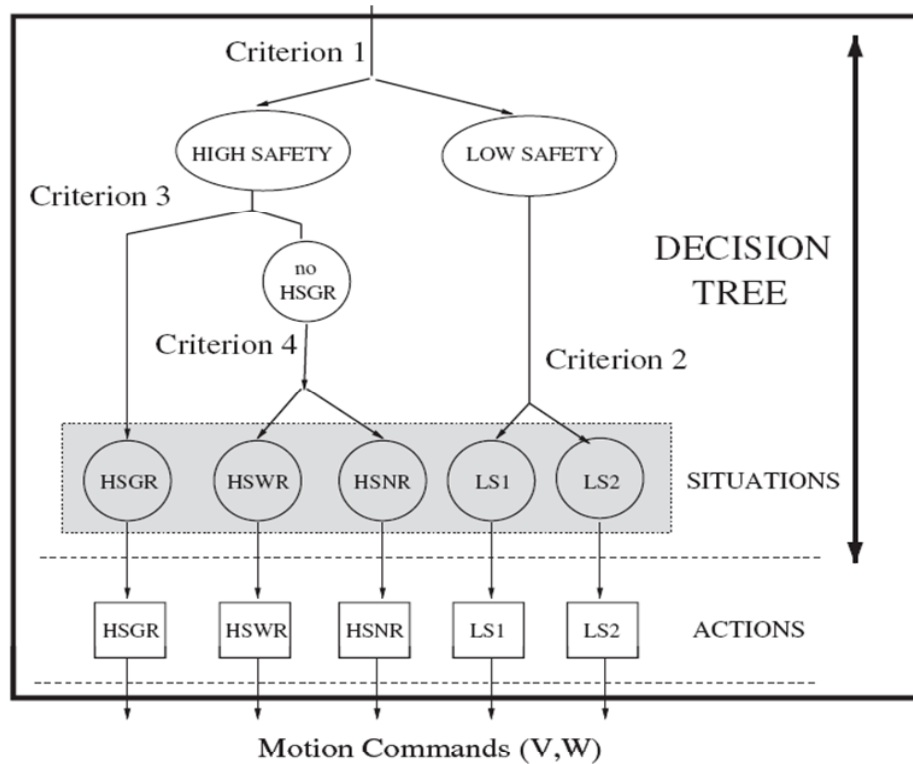 Criterion 1
HIGH SAFETY
LOW SAFETY
Criterion 3
no
HSGR
DECISION
TREE
Criterion 4
Criterion 2
HSGR
HSWR
HSNR
LS1
LS2
SITUATIONS
HSGR
HSWR
HSNR
LS1
LS2
ACTIONS
Motion Commands (V,W)